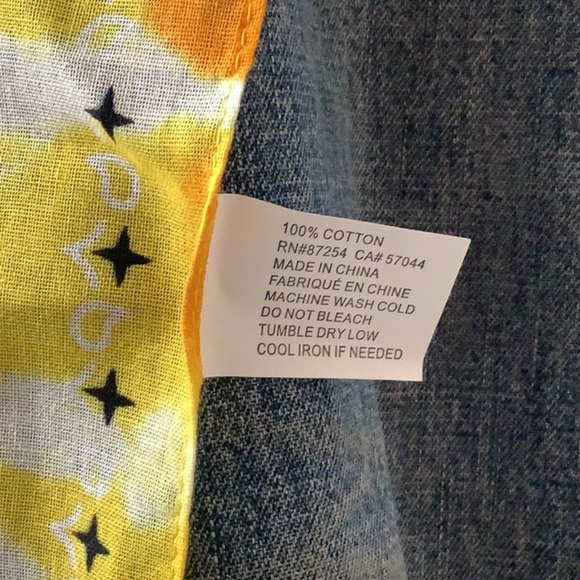 100% COTTON
RN#87254 CA# 57044
MADE IN CHINA
FABRIQUÉ EN CHINE
MACHINE WASH COLD
DO NOT BLEACH
TUMBLE DRY LOW
COOL IRON IF NEEDED